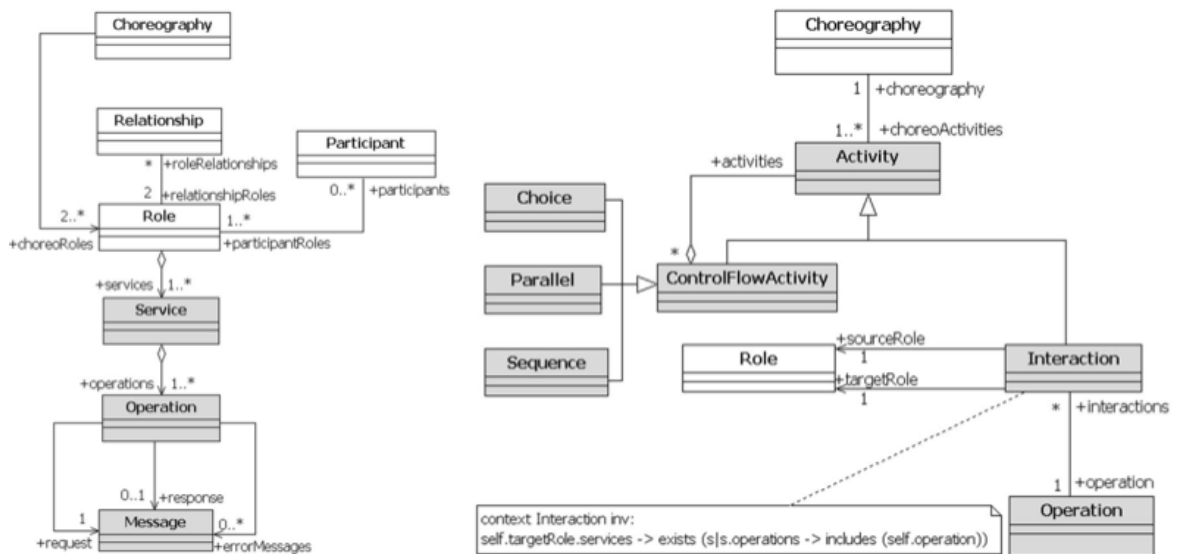 Choreography
Relationship
* +roleRelationships
2 +relationshipRoles
Participant
0..* +participants
2..*
+choreoRoles
Role
1..*
+participantRoles
+services 1..*
Service
+operations 1..*
Operation
0..1 +response
1
+request
Message
0..*
+errorMessages
Choreography
1 +choreography
1..* +choreoActivities
Activity
+activities
*
Choice
Parallel
Sequence
ControlFlowActivity
Role
+sourceRole
1
+targetRole
1
Interaction
* +interactions
1 +operation
Operation
context Interaction inv:
self.targetRole.services -> exists (s|s.operations -> includes (self.operation))